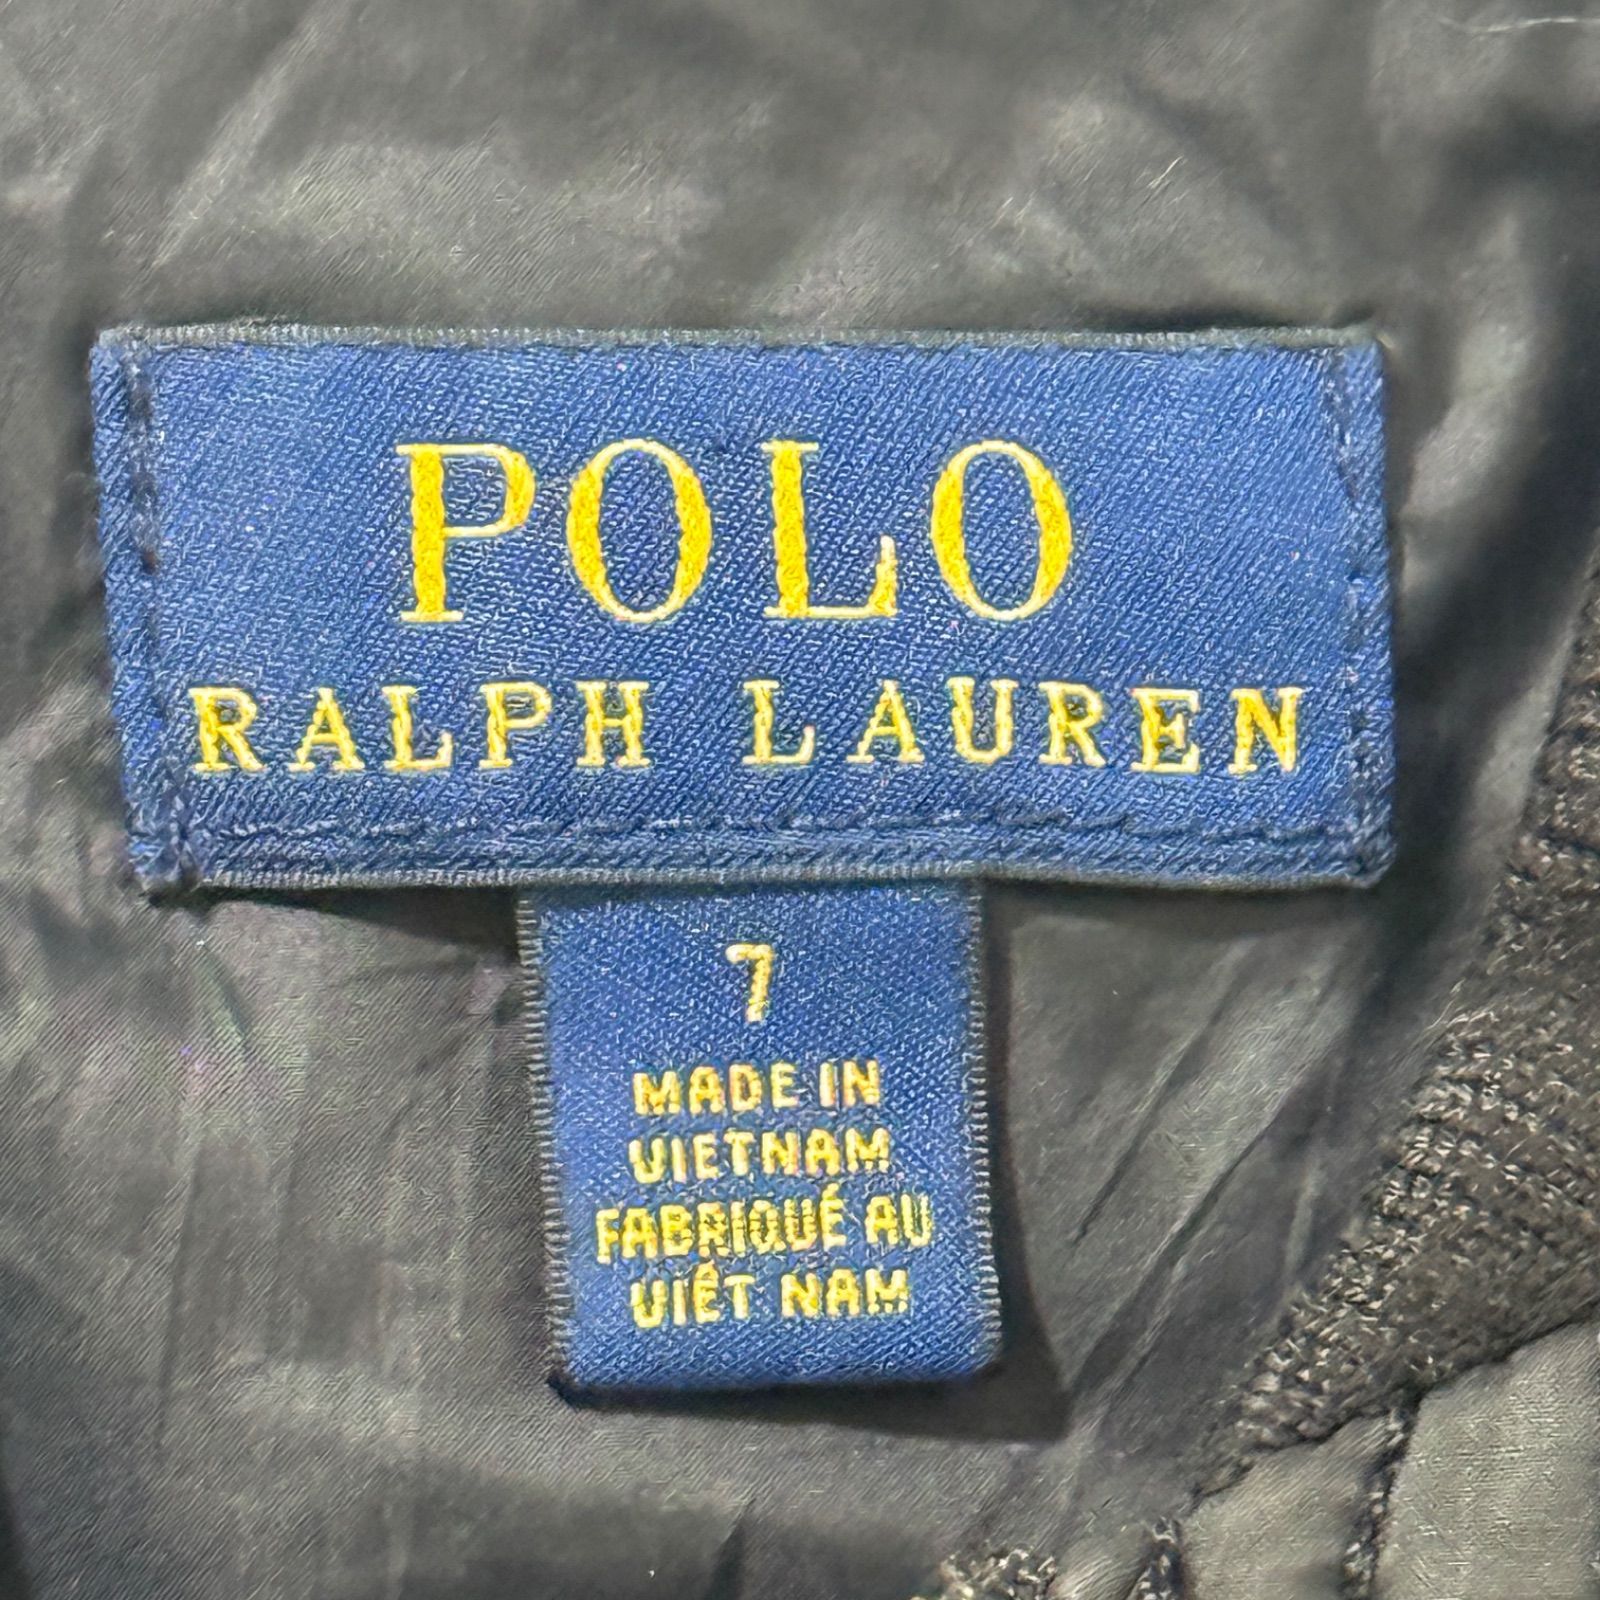 POLO
RALPH LAUREN
7
MADE IN
VIETNAM
FABRIQUÉ AU
VIÊT NAM